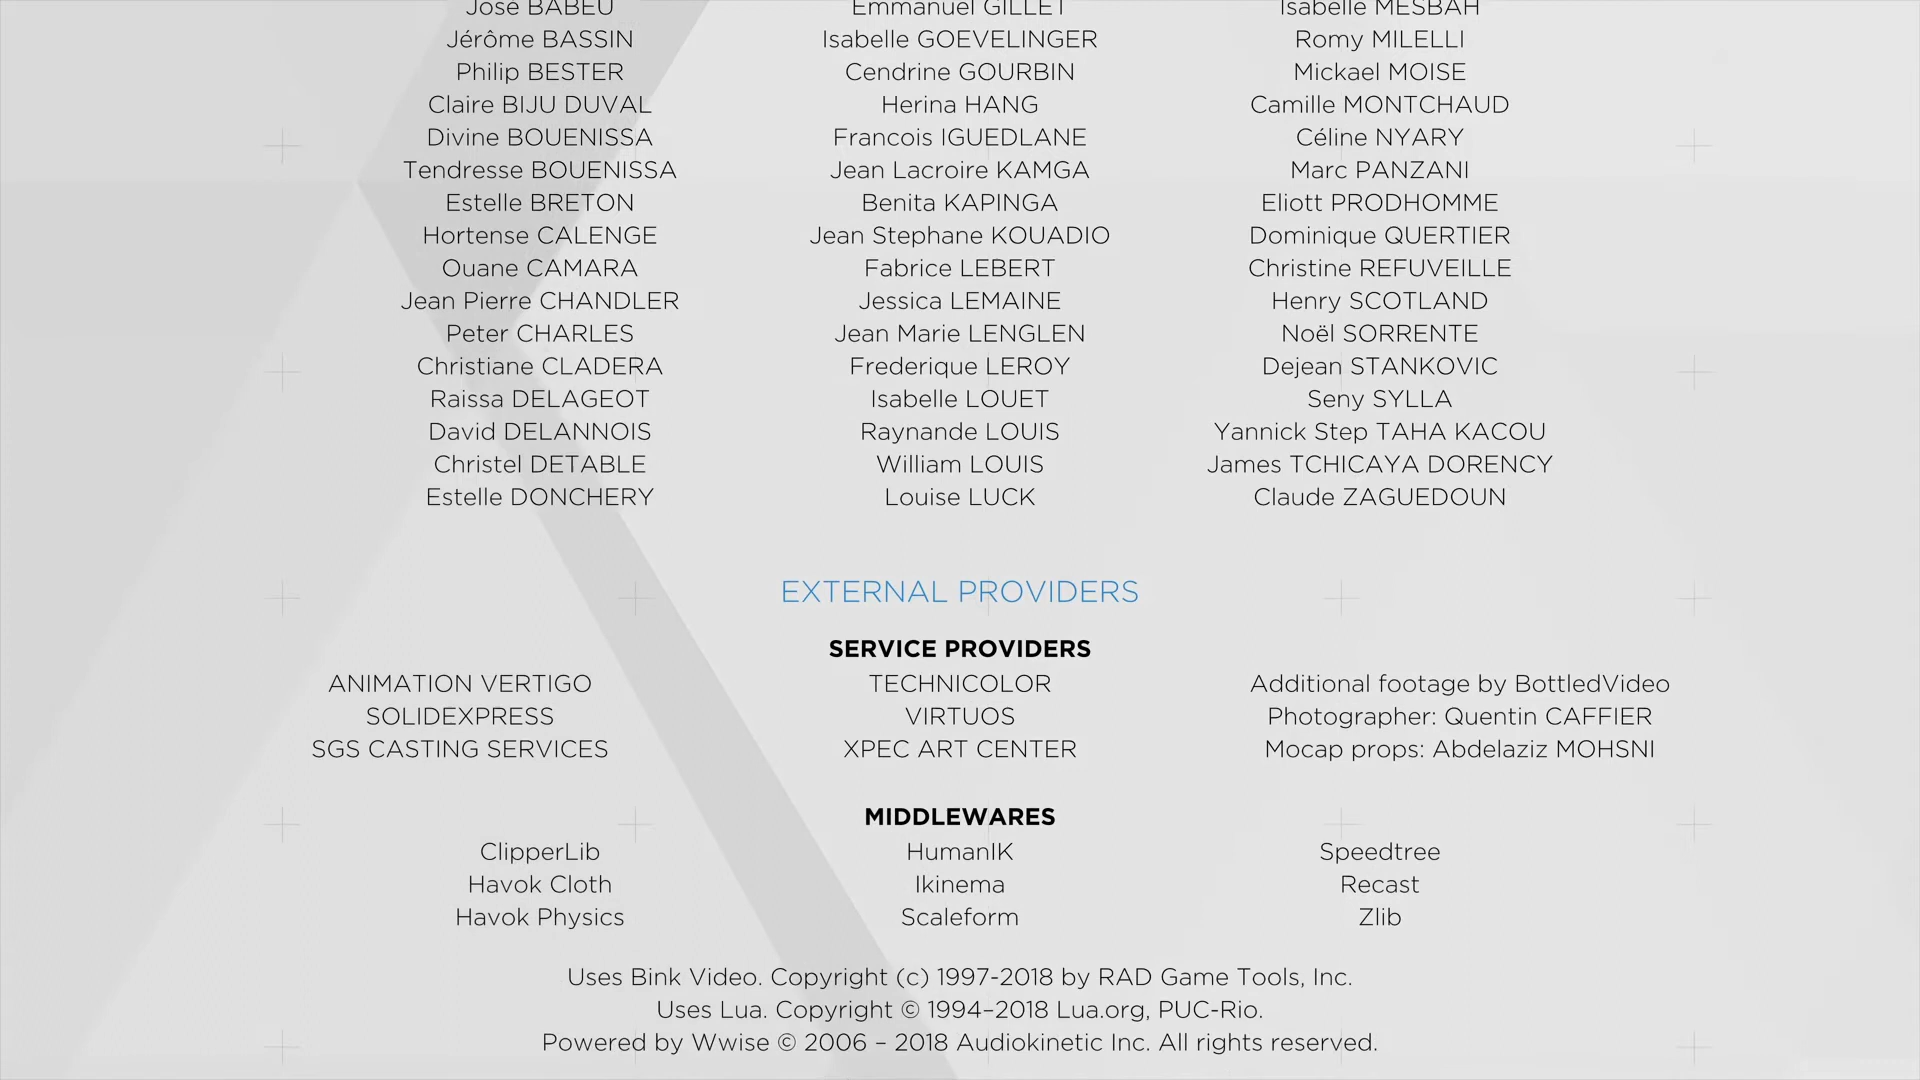 José BABEU
Jérôme BASSIN
Philip BESTER
Claire BIJU DUVAL
Divine BOUENISSA
Tendresse BOUENISSA
Estelle BRETON
Hortense CALENGE
Ouane CAMARA
Jean Pierre CHANDLER
Peter CHARLES
Christiane CLADERA
Raissa DELAGEOT
David DELANNOIS
Christel DETABLE
Estelle DONCHERY
Emmanuel GILLET
Isabelle GOEVELINGER
Cendrine GOURBIN
Herina HANG
Francois IGUEDLANE
Jean Lacroire KAMGA
Benita KAPINGA
Jean Stephane KOUADIO
Fabrice LEBERT
Jessica LEMAINE
Jean Marie LENGLEN
Frederique LEROY
Isabelle LOUET
Raynande LOUIS
William LOUIS
Louise LUCK
Isabelle MESBAH
Romy MILELLI
Mickael MOISE
Camille MONTCHAUD
Céline NYARY
Marc PANZANI
Eliott PRODHOMME
Dominique QUERTIER
Christine REFUVEILLE
Henry SCOTLAND
Noël SORRENTE
Dejean STANKOVIC
Seny SYLLA
Yannick Step TAHA KACOU
James TCHICAYA DORENCY
Claude ZAGUEDOUN
EXTERNAL PROVIDERS
SERVICE PROVIDERS
ANIMATION VERTIGO
SOLIDEXPRESS
SGS CASTING SERVICES
TECHNICOLOR
VIRTUOS
XPEC ART CENTER
Additional footage by BottledVideo
Photographer: Quentin CAFFIER
Mocap props: Abdelaziz MOHSNI
MIDDLEWARES
ClipperLib
Havok Cloth
Havok Physics
HumanIK
Ikinema
Scaleform
Speedtree
Recast
Zlib
Uses Bink Video. Copyright (c) 1997-2018 by RAD Game Tools, Inc.
Uses Lua. Copyright © 1994–2018 Lua.org, PUC-Rio.
Powered by Wwise © 2006 – 2018 Audiokinetic Inc. All rights reserved.